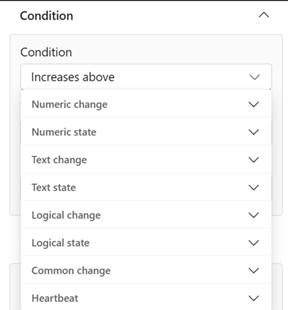 Condition
Condition
Increases above
Numeric change
Numeric state
Text change
Text state
Logical change
Logical state
Common change
Heartbeat